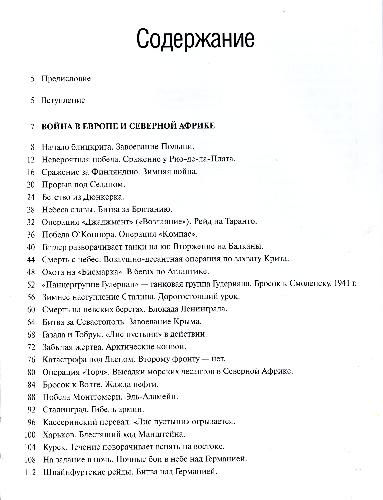 Содержание
5 Предисловие
5 Вступление
7 ВОЙНА В ЕВРОПЕ И СЕВЕРНОЙ АФРИКЕ
8 Начало блицкрига. Завоевание Польши.
12 Невероятная победа. Сражение у Рио-де-ла-Плата.
16 Сражение за Финляндию. Зимняя война.
20 Прорыв под Седаном.
24 Бегство из Дюнкерка.
28 Небеса славы. Битва за Британию.
32 Операция «Джаджмент» («Возмездие»). Рейд на Таранто.
36 Победа О'Коннора. Операция «Компас».
40 Гитлер разворачивает танки на юг. Вторжение на Балканы.
44 Смерть с небес. Воздушно-десантная операция по захвату Крита.
48 Охота на «Бисмарка». В бегах по Атлантике.
52 «Панцергруппе Гудериан» — танковая группа Гудериана. Бросок к Смоленску, 1941 г.
56 Зимнее наступление Сталина. Дорогостоящий урок.
60 Смерть на невских берегах. Блокада Ленинграда.
64 Битва за Севастополь. Завоевание Крыма.
68 Газала и Тобрук. «Лис пустыни» в действии
72 Забытая жертва. Арктические конвои.
76 Катастрофа под Дьепом. Второму фронту — нет.
80 Операция «Торч». Высадки морских десантов в Северной Африке.
84 Бросок к Волге. Жажда нефти.
88 Победа Монтгомери. Эль-Аламейн.
92 Сталинград. Гибель армии.
96 Кассеринский перевал. «Лис пустыни» огрывается.
100 Харьков. Блестящий ход Манштейна.
104 Курск. Течение поворачивает вспять на востоке.
108 На задание в ночь. Ночные бои в небе над Германией.
112 Швайнфуртские рейды. Битва над Германией.